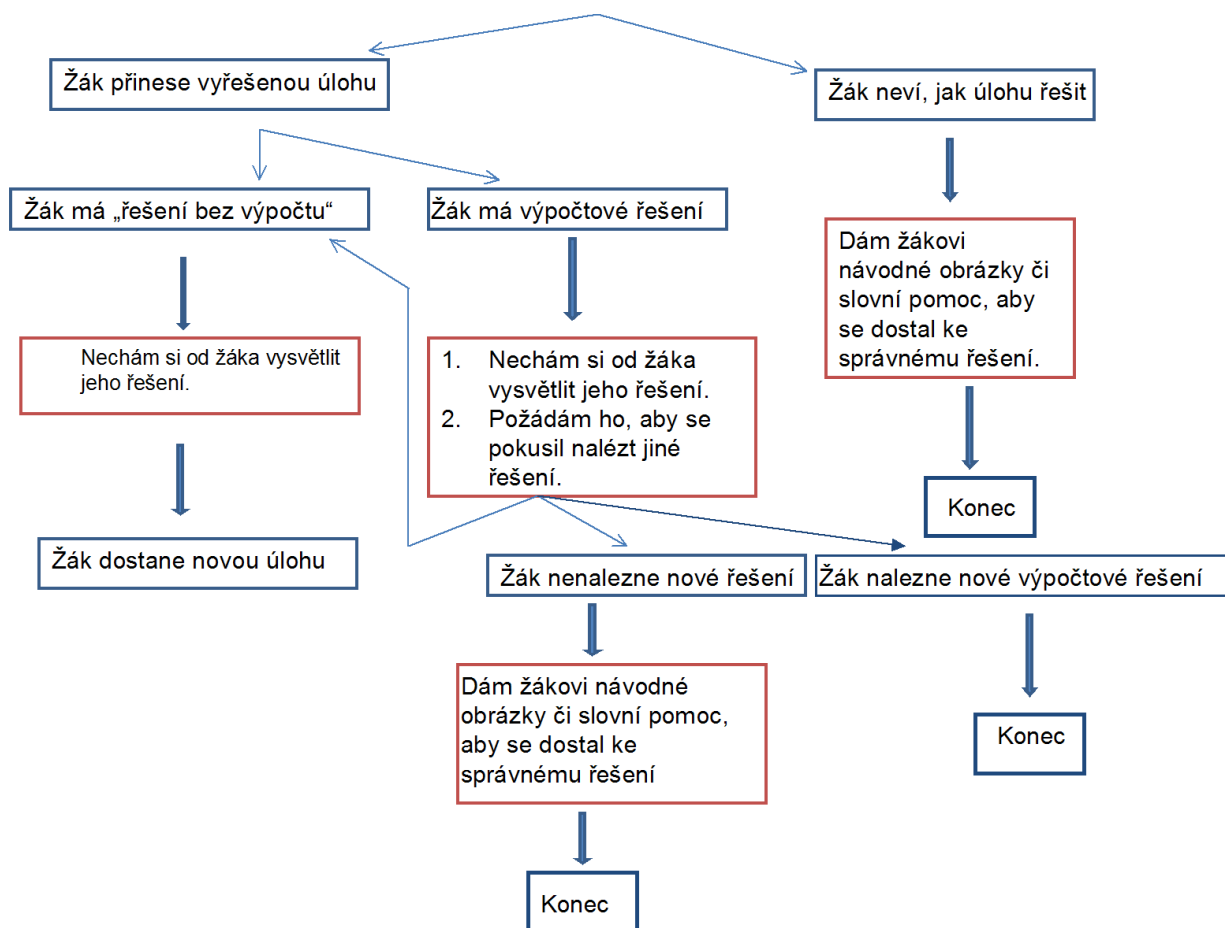 Žák přinese vyřešenou úlohu
Žák neví, jak úlohu řešit
Žák má „řešení bez výpočtu“
Žák má výpočtové řešení
Dám žákovi
návodné obrázky či
slovní pomoc, aby
se dostal ke
správnému řešení.
Nechám si od žáka vysvětlit
jeho řešení.
1. Nechám si od žáka
vysvětlit jeho řešení.
2. Požádám ho, aby se
pokusil nalézt jiné
řešení.
Konec
Žák dostane novou úlohu
Žák nenalezne nové řešení
Žák nalezne nové výpočtové řešení
Dám žákovi návodné
obrázky či slovní pomoc,
aby se dostal ke
správnému řešení
Konec
Konec